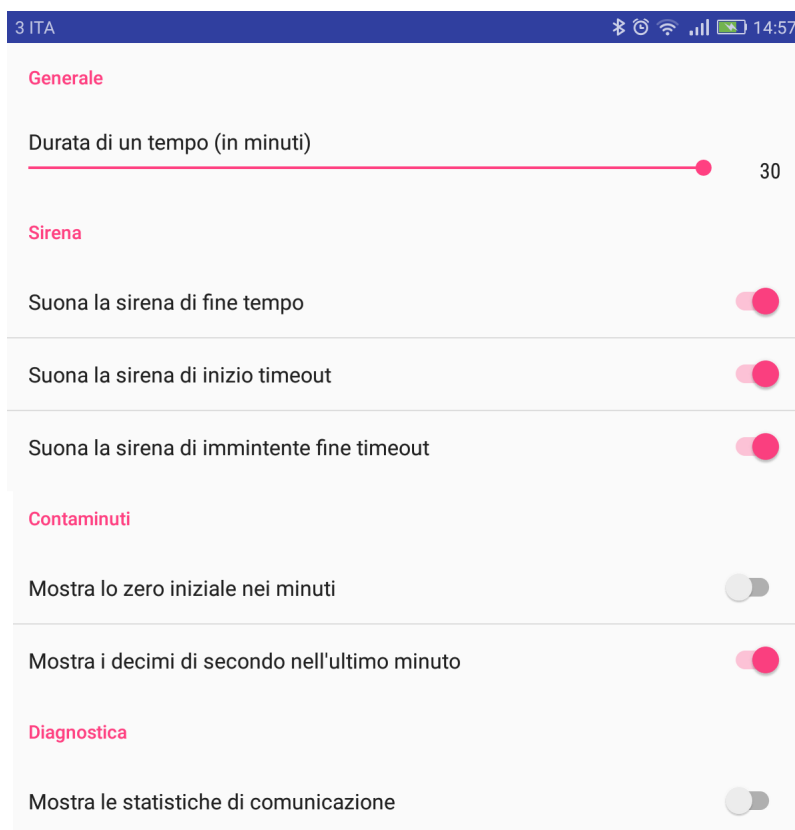 3 ITA 14:57
Generale
Durata di un tempo (in minuti)
30
Sirena
Suona la sirena di fine tempo
Suona la sirena di inizio timeout
Suona la sirena di immintente fine timeout
Contaminuti
Mostra lo zero iniziale nei minuti
Mostra i decimi di secondo nell'ultimo minuto
Diagnostica
Mostra le statistiche di comunicazione